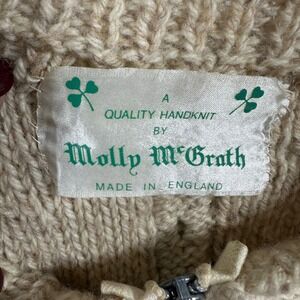 A
QUALITY HANDKNIT
BY
Molly McGrath
MADE IN ENGLAND